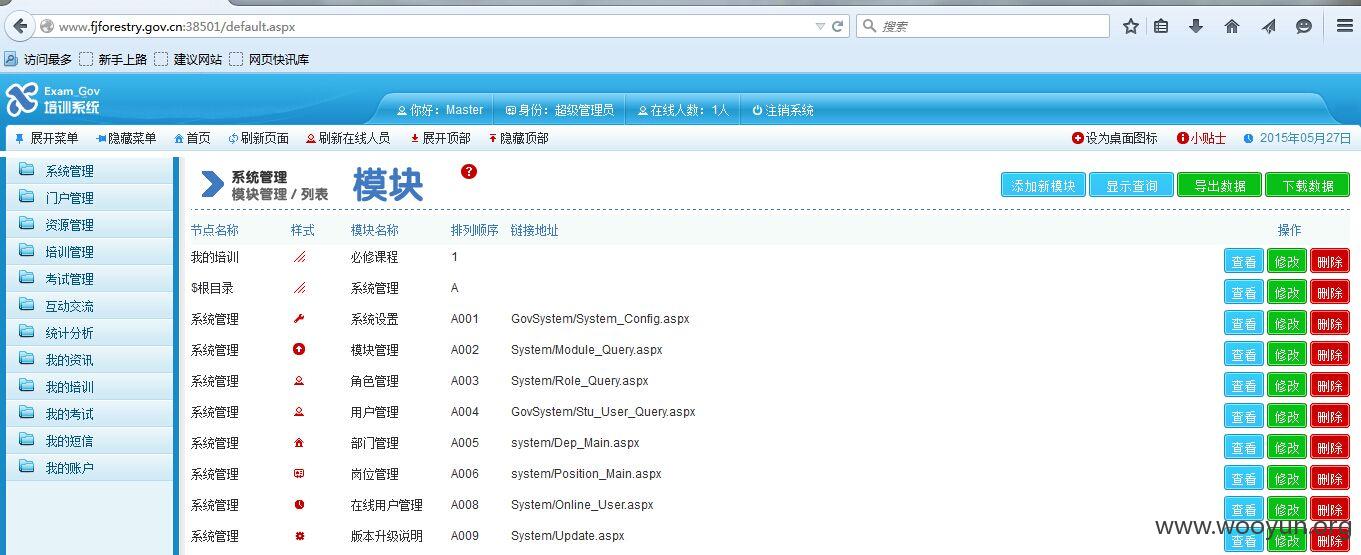 www.fjforestry.gov.cn:38501/default.aspx 搜索
访问最多 新手上路 建议网站 网页快讯库
Exam_Gov
培训系统
你好：Master 身份：超级管理员 在线人数：1人 注销系统
展开菜单 隐藏菜单 首页 刷新页面 刷新在线人员 展开顶部 隐藏顶部 设为桌面图标 小贴士 2015年05月27日
系统管理
门户管理
资源管理
培训管理
考试管理
互动交流
统计分析
我的资讯
我的培训
我的考试
我的短信
我的账户
系统管理
模块管理 / 列表
模块
?
添加新模块 显示查询 导出数据 下载数据
节点名称 样式 模块名称 排列顺序 链接地址 操作
我的培训 必修课程 1 查看 修改 删除
$根目录 系统管理 A 查看 修改 删除
系统管理 系统设置 A001 GovSystem/System_Config.aspx 查看 修改 删除
系统管理 模块管理 A002 System/Module_Query.aspx 查看 修改 删除
系统管理 角色管理 A003 System/Role_Query.aspx 查看 修改 删除
系统管理 用户管理 A004 GovSystem/Stu_User_Query.aspx 查看 修改 删除
系统管理 部门管理 A005 system/Dep_Main.aspx 查看 修改 删除
系统管理 岗位管理 A006 system/Position_Main.aspx 查看 修改 删除
系统管理 在线用户管理 A008 System/Online_User.aspx 查看 修改 删除
系统管理 版本升级说明 A009 System/Update.aspx 查看 修改 删除
www.wooyun.org